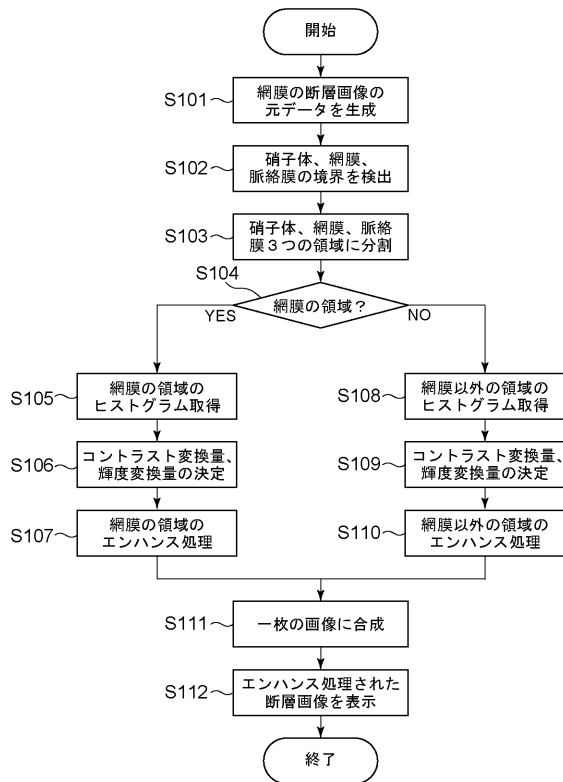 開始
S101
網膜の断層画像の
元データを生成
S102
硝子体、網膜、
脈絡膜の境界を検出
S103
硝子体、網膜、脈絡
膜3つの領域に分割
S104
網膜の領域?
YES
NO
S105
網膜の領域の
ヒストグラム取得
S106
コントラスト変換量、
輝度変換量の決定
S107
網膜の領域の
エンハンス処理
S108
網膜以外の領域の
ヒストグラム取得
S109
コントラスト変換量、
輝度変換量の決定
S110
網膜以外の領域の
エンハンス処理
S111
一枚の画像に合成
S112
エンハンス処理された
断層画像を表示
終了